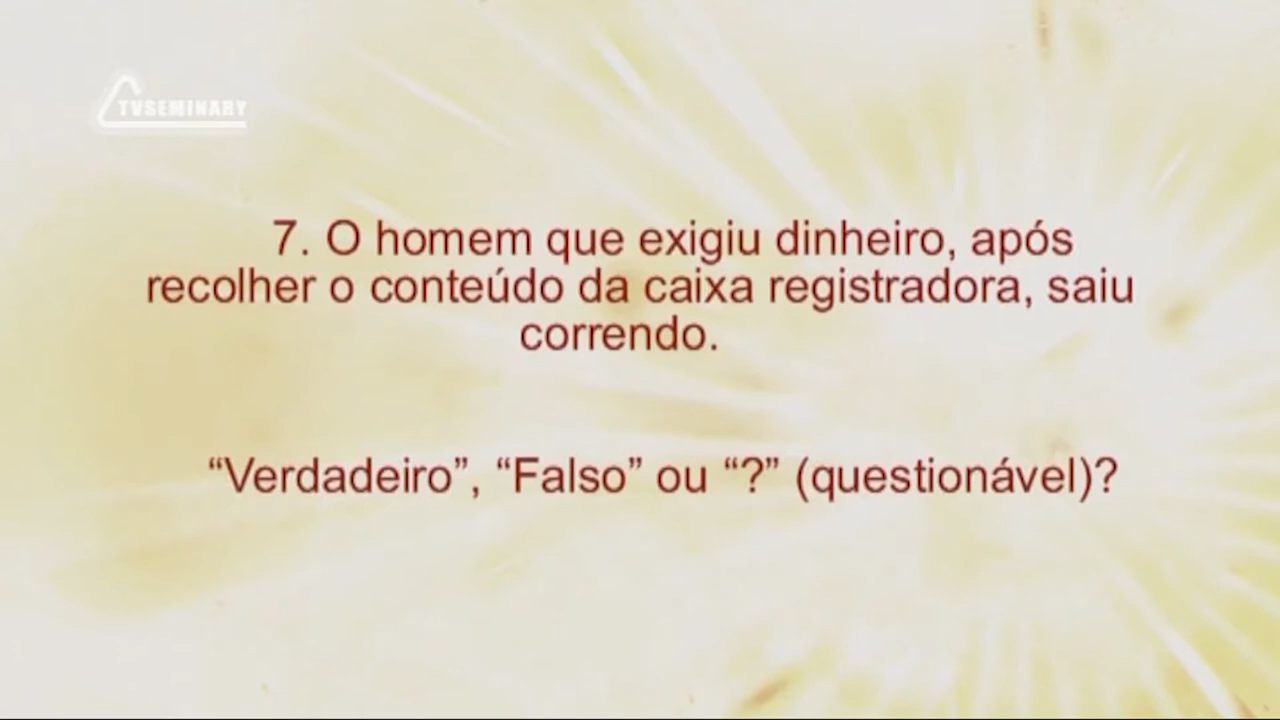 TVSEMINARY
7. O homem que exigiu dinheiro, após
recolher o conteúdo da caixa registradora, saiu
correndo.
“Verdadeiro”, “Falso” ou “?” (questionável)?